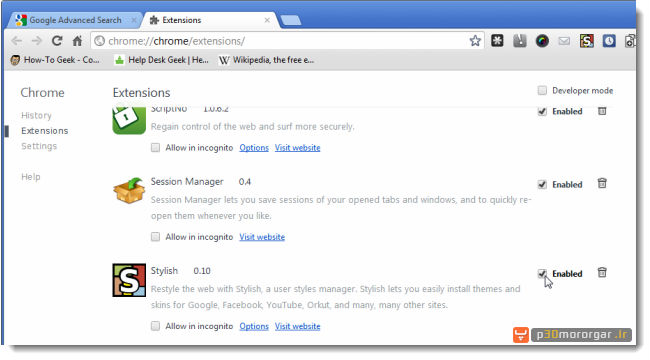 Google Advanced Search
Extensions
chrome://chrome/extensions/
How-To Geek - Co...
Help Desk Geek | He...
Wikipedia, the free e...
Chrome
Extensions
Developer mode
History
Extensions
Settings
Help
ScriptNo 1.0.6.2
Enabled
Regain control of the web and surf more securely.
Allow in incognito Options Visit website
Session Manager 0.4
Enabled
Session Manager lets you save sessions of your opened tabs and windows, and to quickly re-
open them whenever you like.
Allow in incognito Visit website
Stylish 0.10
Enabled
Restyle the web with Stylish, a user styles manager. Stylish lets you easily install themes and
skins for Google, Facebook, YouTube, Orkut, and many, many other sites.
Allow in incognito Options Visit website
p30mororgar.ir